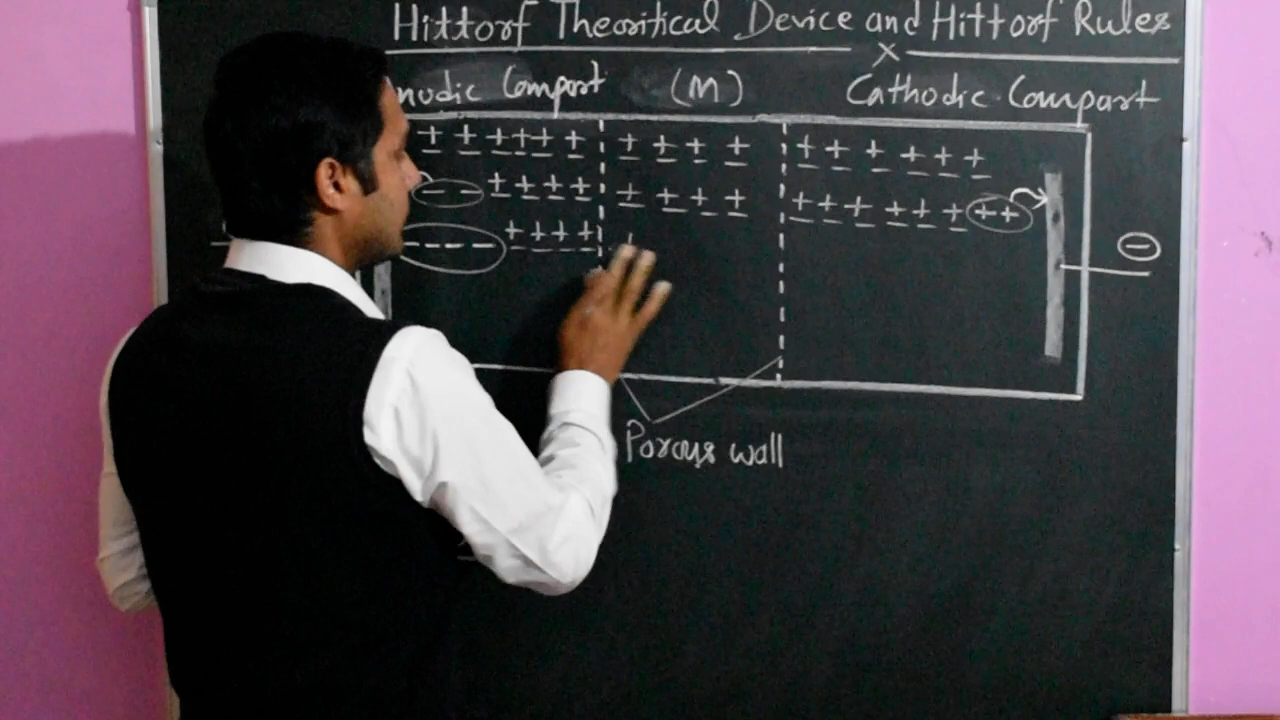 Hittorf Theoritical Device and Hittorf Rules
x
nodic Compart (M) Cathodic Compart
+ + + + + + + + + + + + + + + +
− + + + + + + + + + + + + + + ++
− − − − + + + + +
−
Porous wall